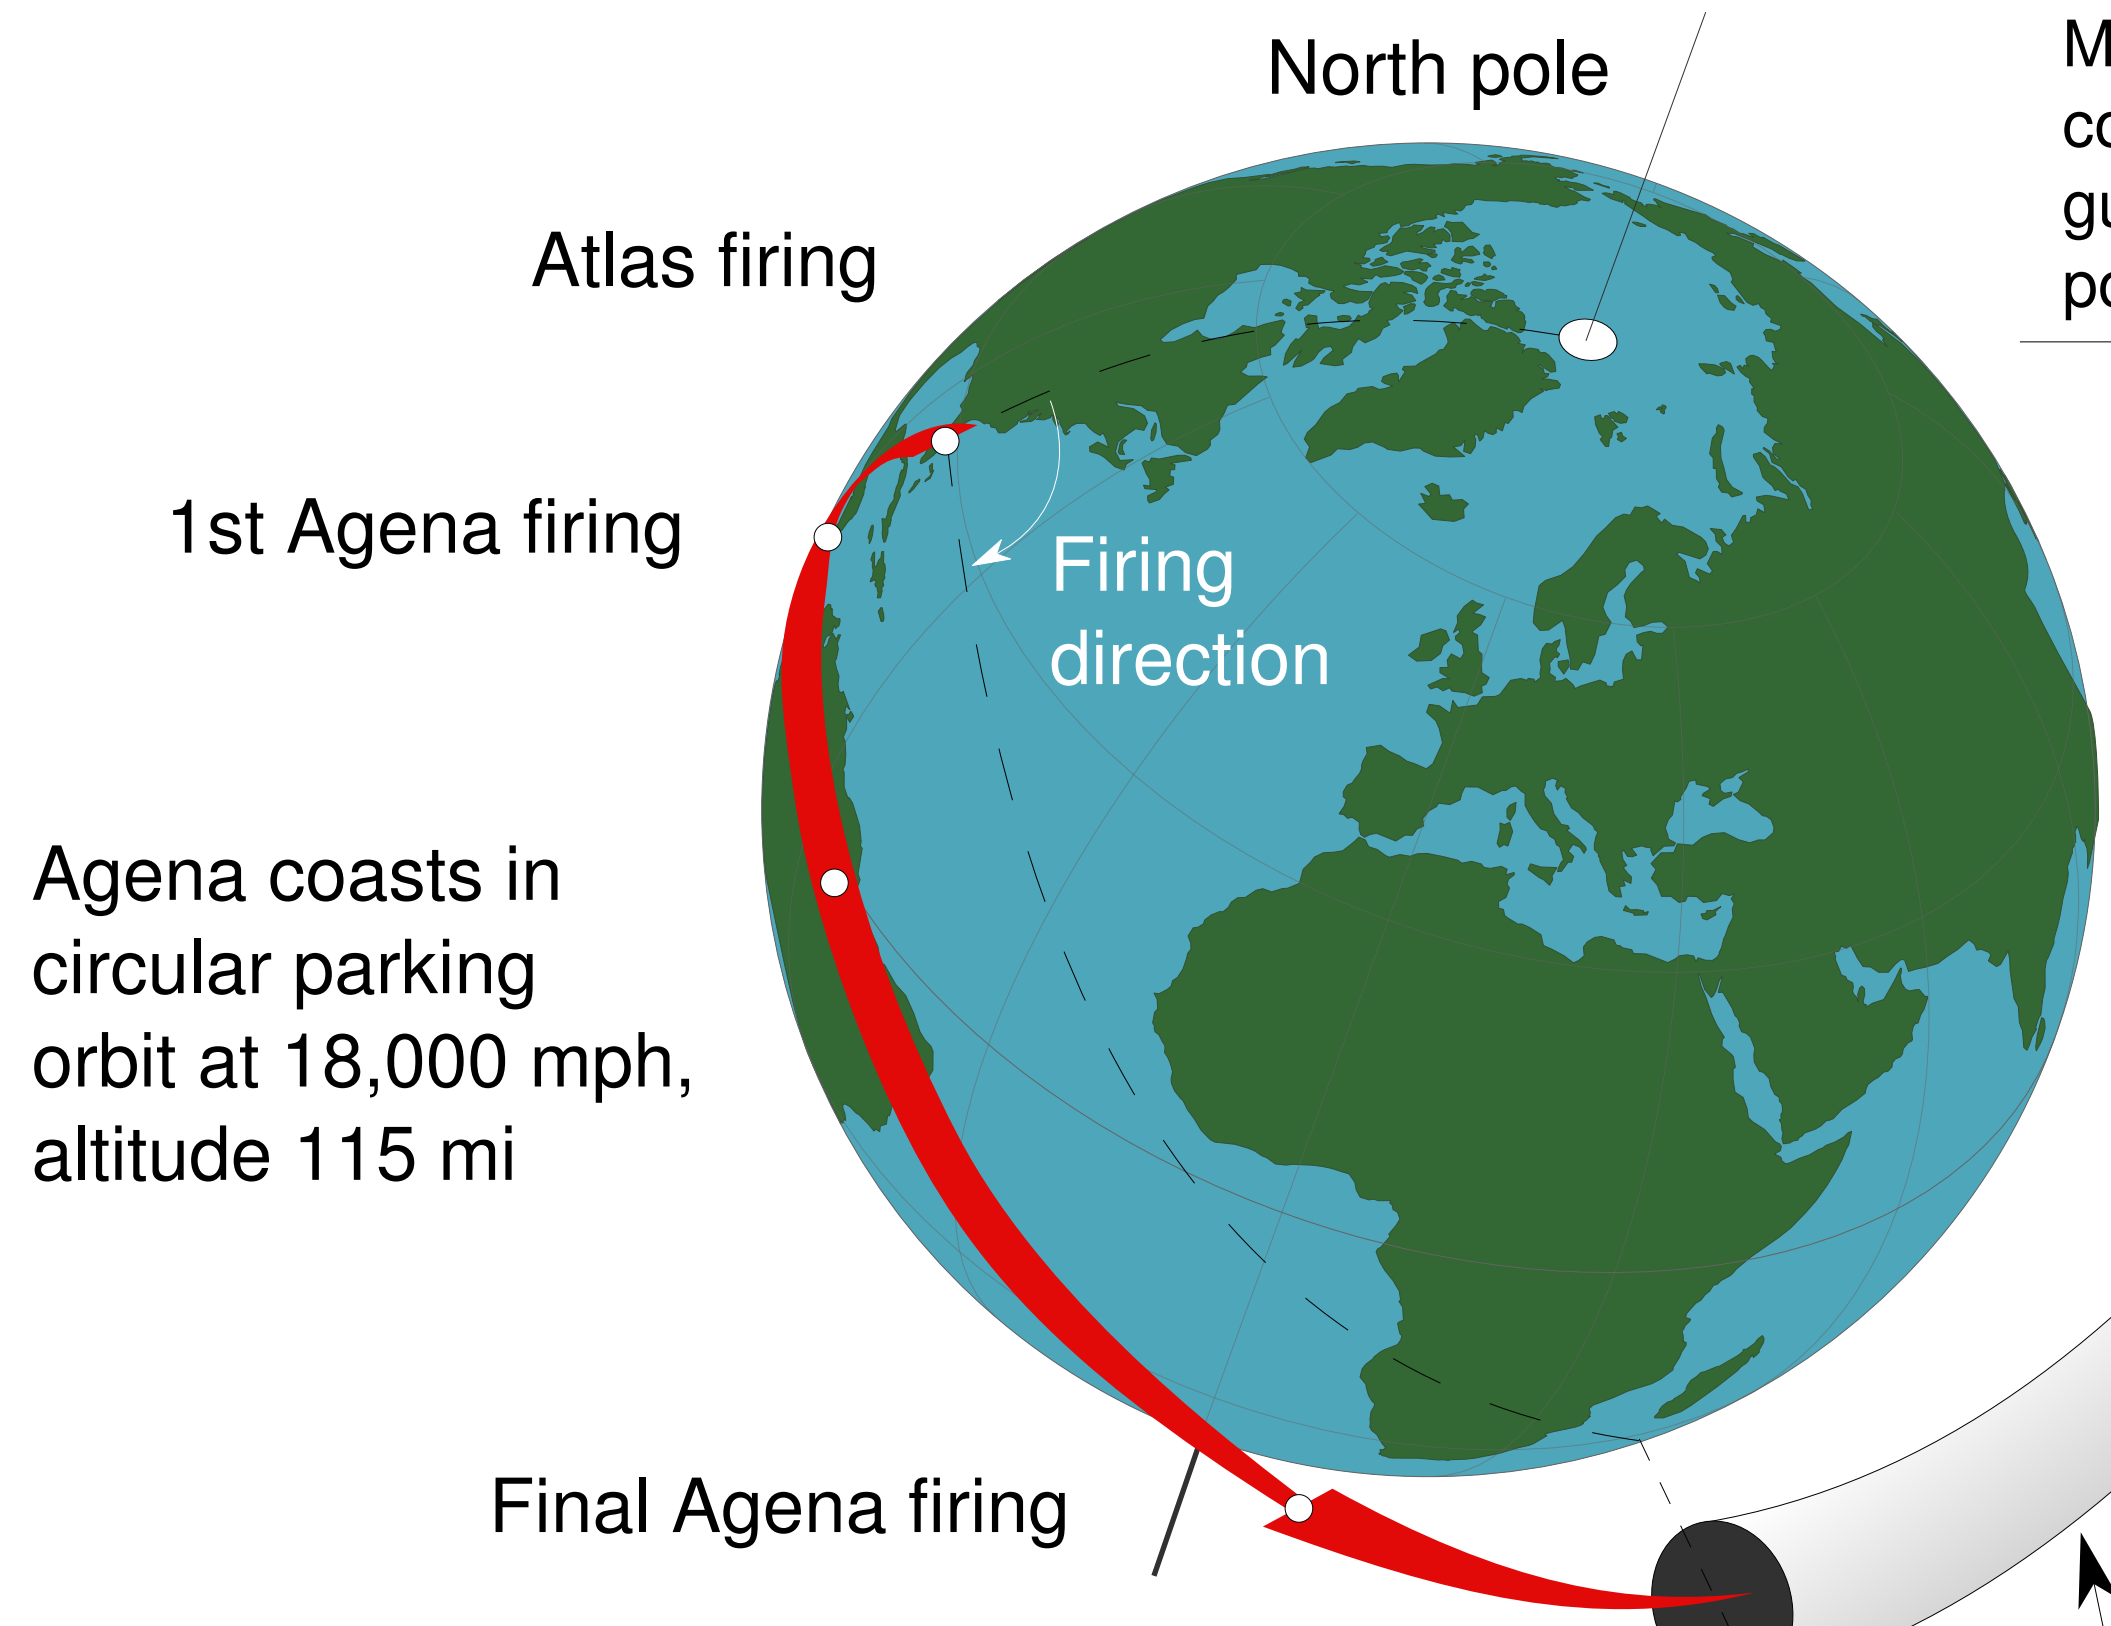 North pole
Atlas firing
1st Agena firing
Firing
direction
Agena coasts in
circular parking
orbit at 18,000 mph,
altitude 115 mi
Final Agena firing